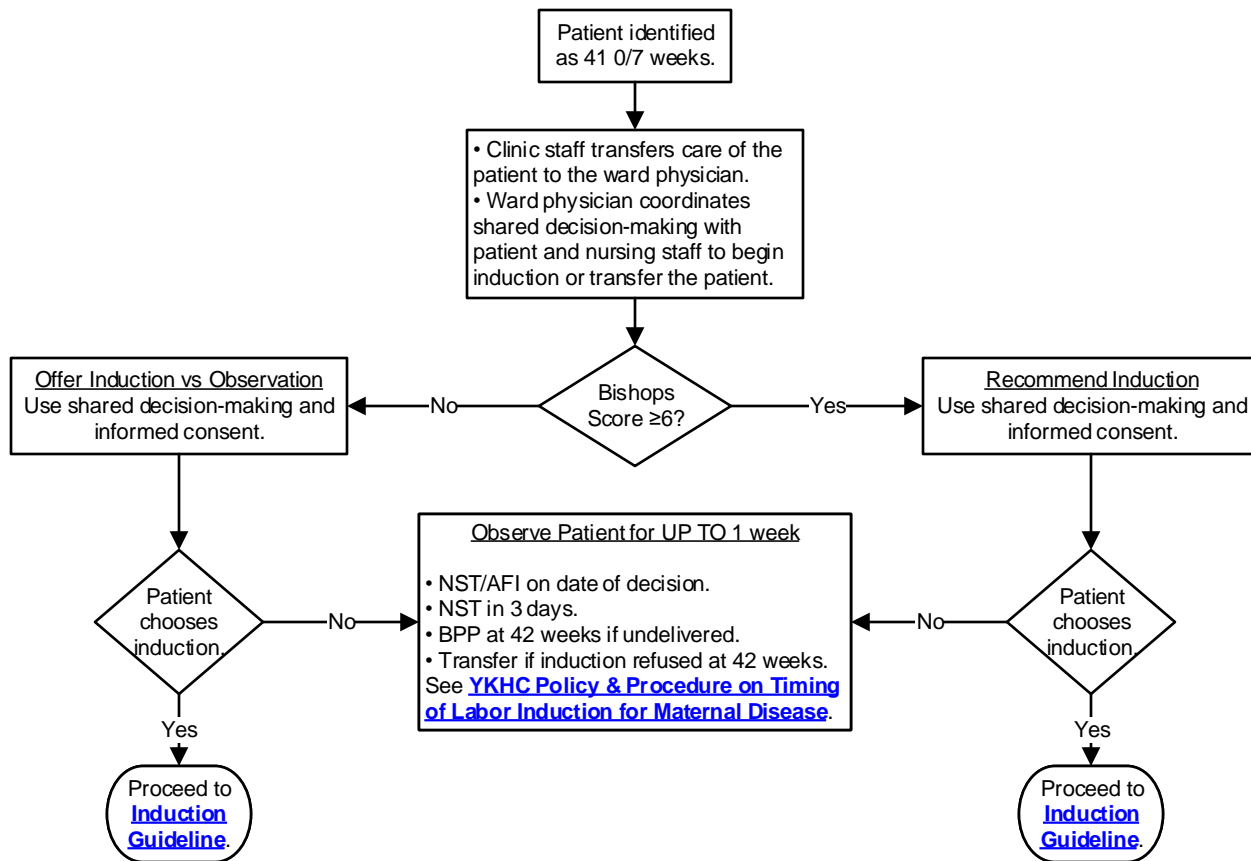 Patient identified
as 41 0/7 weeks.
• Clinic staff transfers care of the
patient to the ward physician.
• Ward physician coordinates
shared decision-making with
patient and nursing staff to begin
induction or transfer the patient.
Bishops
Score ≥6?
No
Yes
Offer Induction vs Observation
Use shared decision-making and
informed consent.
Recommend Induction
Use shared decision-making and
informed consent.
Patient
chooses
induction.
No
Observe Patient for UP TO 1 week
• NST/AFI on date of decision.
• NST in 3 days.
• BPP at 42 weeks if undelivered.
• Transfer if induction refused at 42 weeks.
See YKHC Policy & Procedure on Timing
of Labor Induction for Maternal Disease.
No
Patient
chooses
induction.
Yes
Yes
Proceed to
Induction
Guideline.
Proceed to
Induction
Guideline.